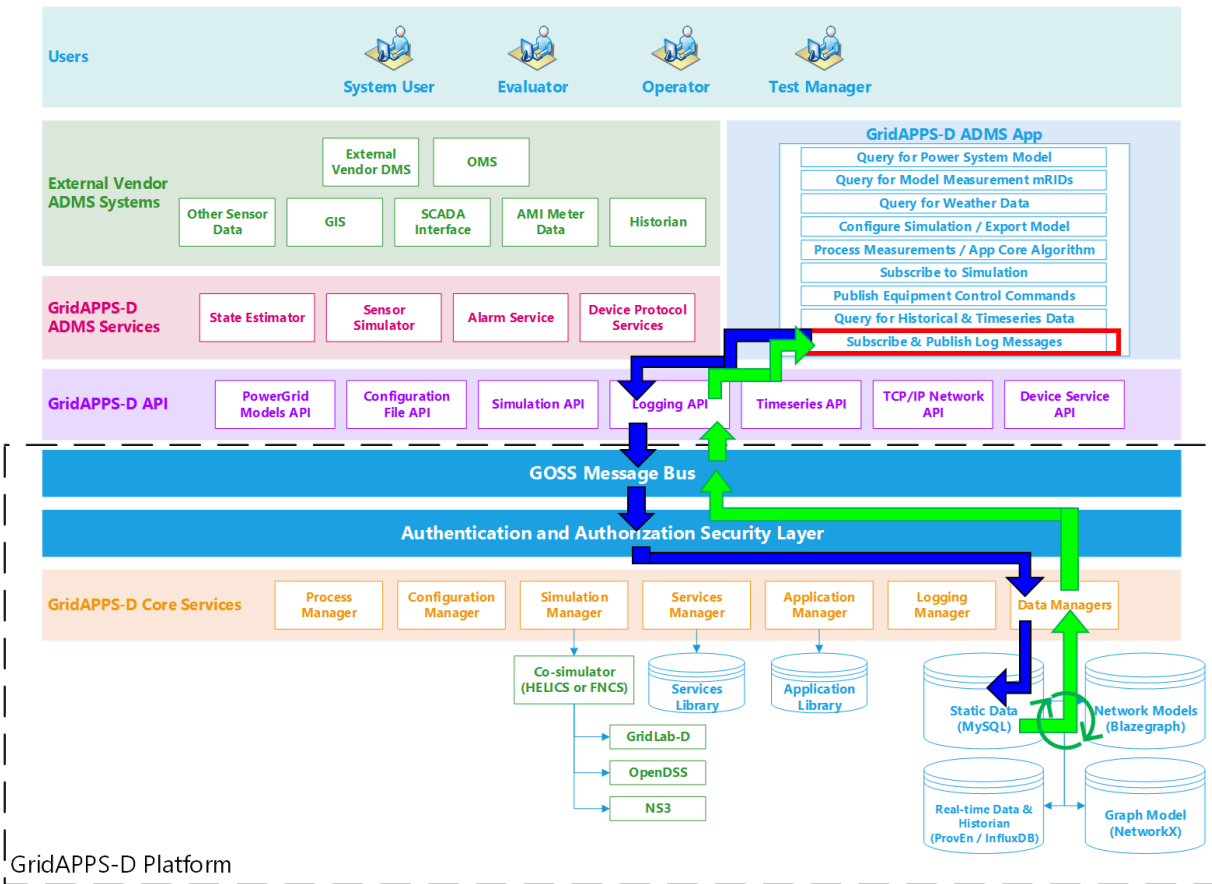 Users
System User
Evaluator
Operator
Test Manager
External Vendor
ADMS Systems
External
Vendor DMS
OMS
Other Sensor
Data
GIS
SCADA
Interface
AMI Meter
Data
Historian
GridAPPS-D ADMS App
Query for Power System Model
Query for Model Measurement mRIDs
Query for Weather Data
Configure Simulation / Export Model
Process Measurements / App Core Algorithm
Subscribe to Simulation
Publish Equipment Control Commands
Query for Historical & Timeseries Data
Subscribe & Publish Log Messages
GridAPPS-D
ADMS Services
State Estimator
Sensor
Simulator
Alarm Service
Device Protocol
Services
GridAPPS-D API
PowerGrid
Models API
Configuration
File API
Simulation API
Logging API
Timeseries API
TCP/IP Network
API
Device Service
API
GOSS Message Bus
Authentication and Authorization Security Layer
GridAPPS-D Core Services
Process
Manager
Configuration
Manager
Simulation
Manager
Services
Manager
Application
Manager
Logging
Manager
Data Managers
Co-simulator
(HELICS or FNCS)
Services
Library
Application
Library
GridLab-D
OpenDSS
NS3
Static Data
(MySQL)
Network Models
(Blazegraph)
Real-time Data &
Historian
(ProvEn / InfluxDB)
Graph Model
(NetworkX)
GridAPPS-D Platform